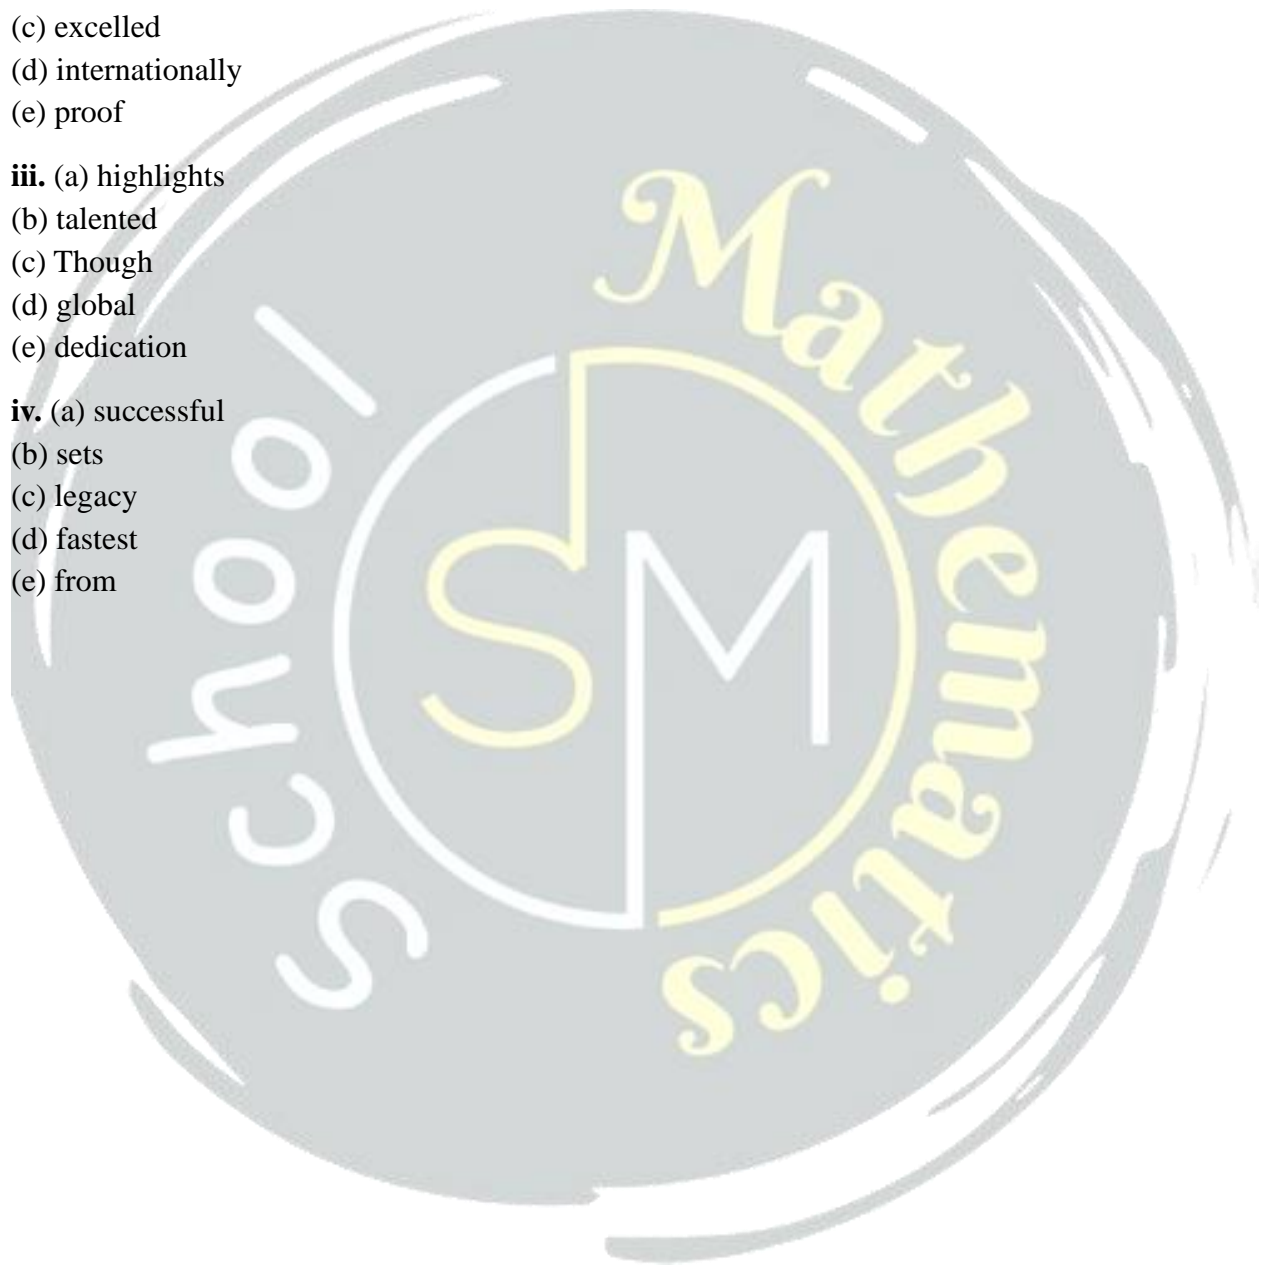 (c) excelled
(d) internationally
(e) proof
iii. (a) highlights
(b) talented
(c) Though
(d) global
(e) dedication
iv. (a) successful
(b) sets
(c) legacy
(d) fastest
(e) from
School
Mathematics
SM